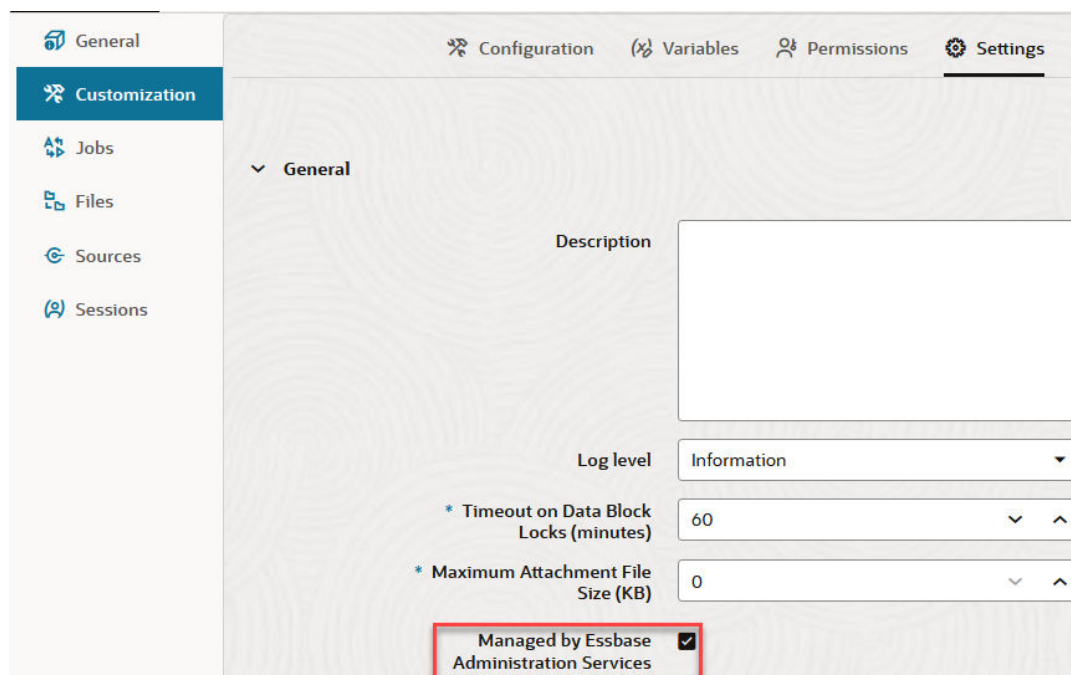 General
Customization
Jobs
Files
Sources
Sessions
Configuration
(x) Variables
Permissions
Settings
General
Description
Log level
Information
* Timeout on Data Block
Locks (minutes)
60
* Maximum Attachment File
Size (KB)
0
Managed by Essbase
Administration Services